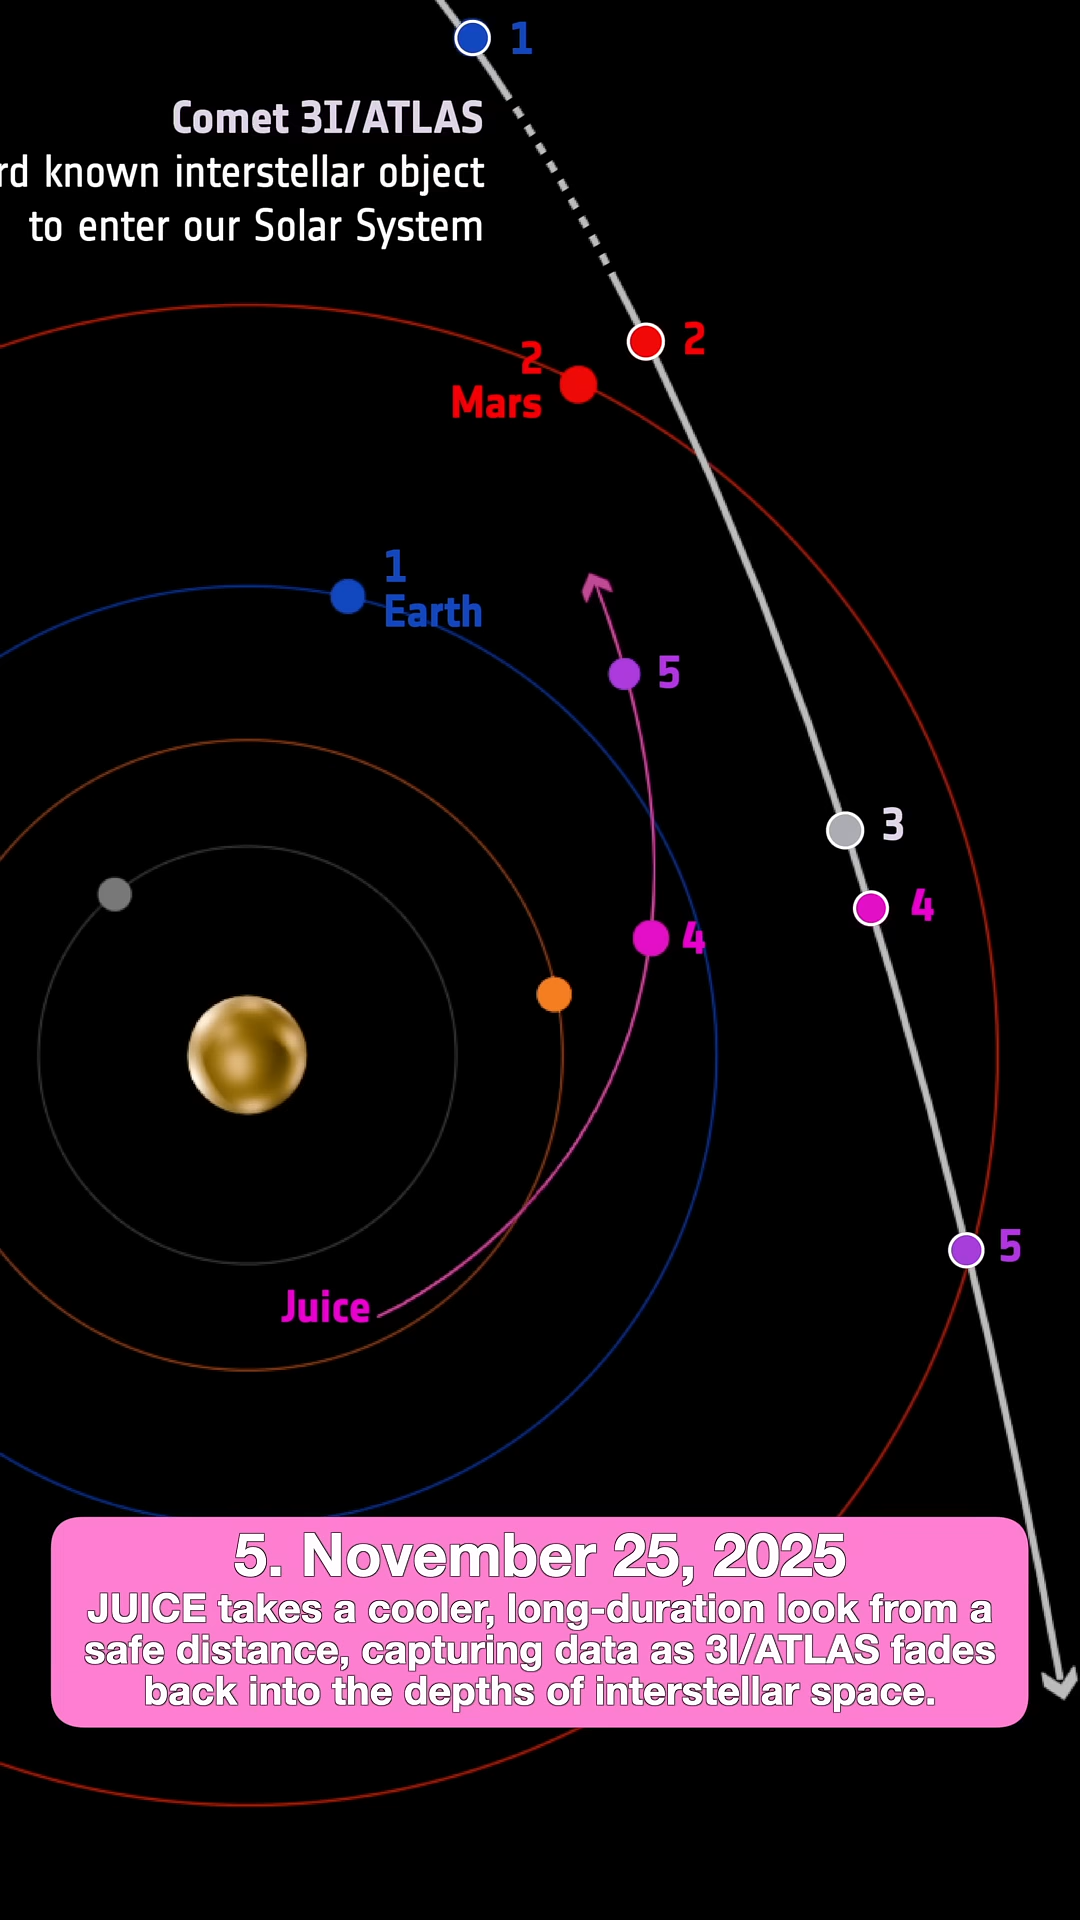 1
Comet 3I/ATLAS
rd known interstellar object
to enter our Solar System
2
2
Mars
1
Earth
5
3
4
4
5
Juice
5. November 25, 2025
JUICE takes a cooler, long-duration look from a
safe distance, capturing data as 3I/ATLAS fades
back into the depths of interstellar space.